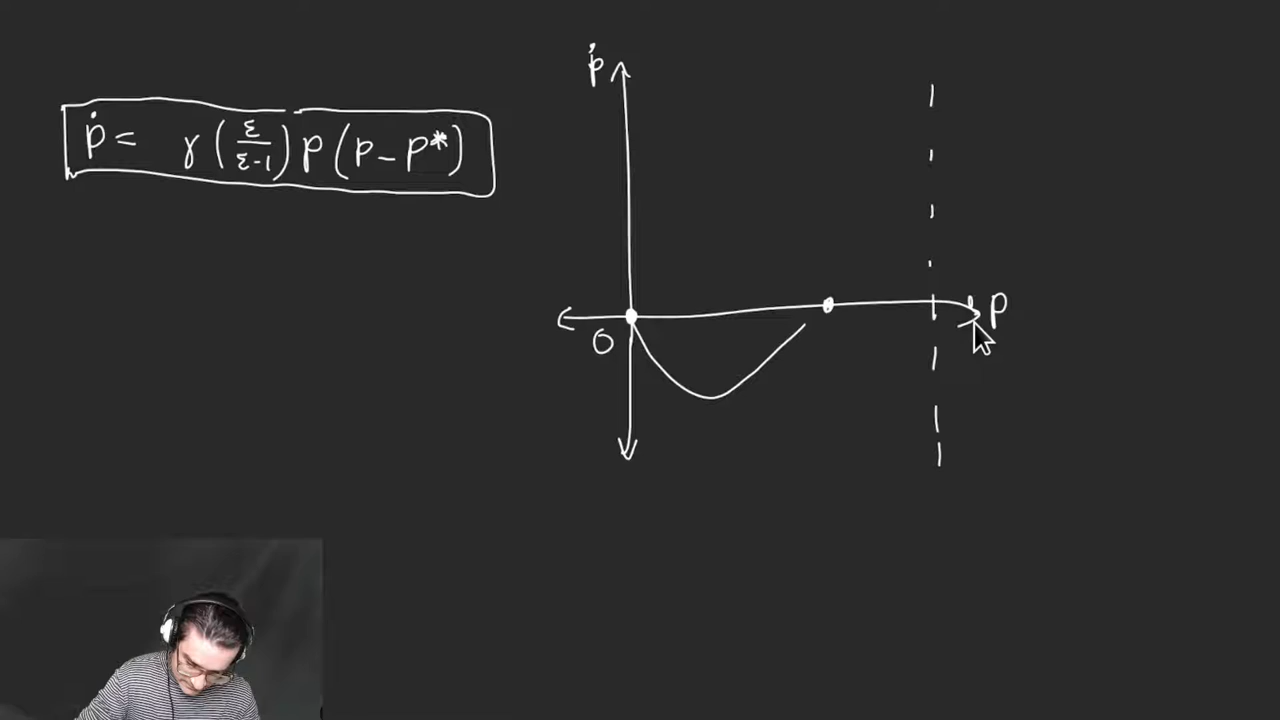 ṗ
ṗ = γ(ε/(ε-1)) p (p - p*)
p
0